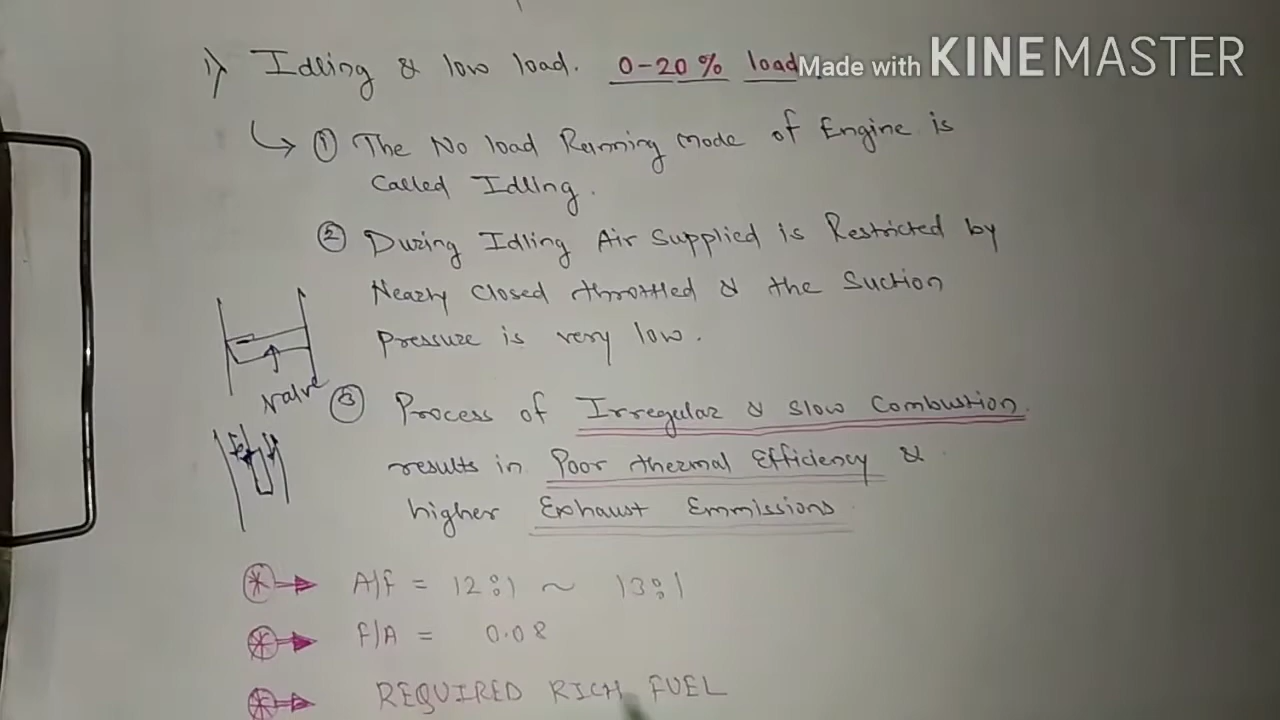 i) Idling & low load. 0-20% load Made with KINEMASTER
① The No load Running mode of Engine is
Called Idling.
② During Idling Air Supplied is Restricted by
Nearly Closed throttled & the Suction
Pressure is very low.
Valve
③ Process of Irregular & Slow Combustion.
results in Poor thermal Efficiency &
higher Exhaust Emmissions
A/F = 12:1 ~ 13:1
F/A = 0.08
REQUIRED RICH FUEL